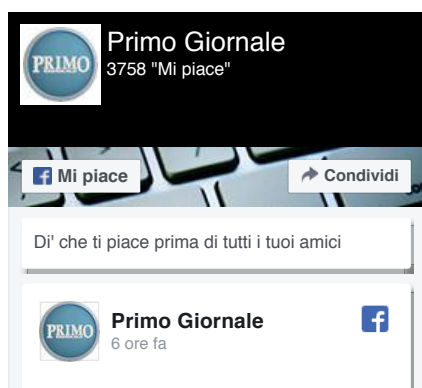 PRIMO
Primo Giornale
3758 "Mi piace"
Mi piace
Condividi
Di' che ti piace prima di tutti i tuoi amici
PRIMO
Primo Giornale
6 ore fa